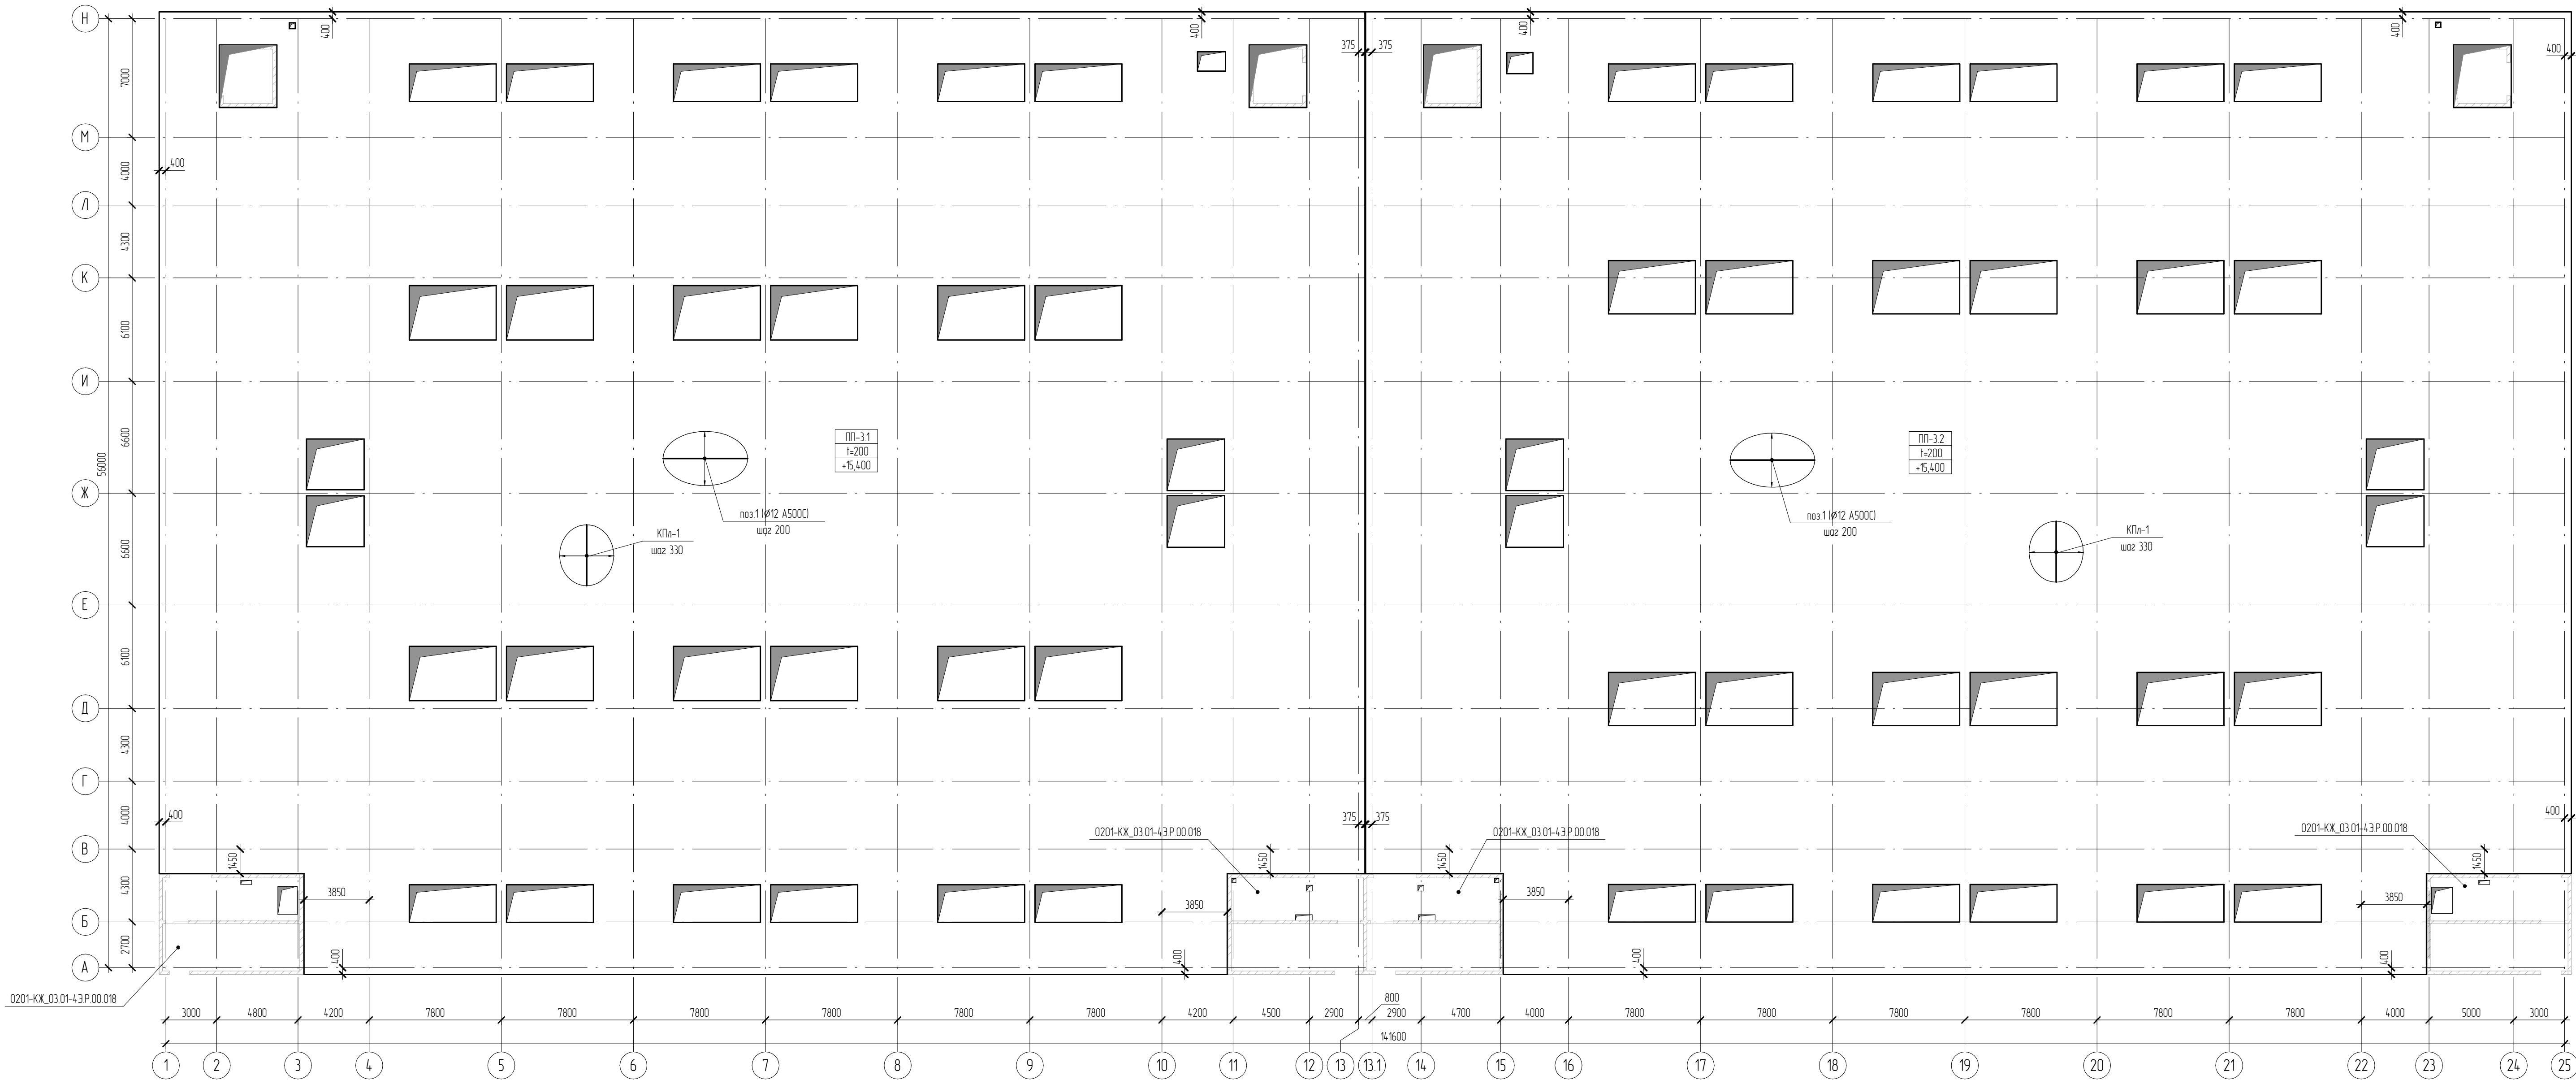 Н
400
400
400
400
375 375
400
7000
М
400
4000
Л
4300
К
6100
И
6600
56000
ПП-3.1
t=200
+15,400
ПП-3.2
t=200
+15,400
Ж
поз.1 (Ø12 А500С)
шаг 200
поз.1 (Ø12 А500С)
шаг 200
КПл-1
шаг 330
КПл-1
шаг 330
6600
Е
6100
Д
4300
Г
4000
400
375 375
400
0201-КЖ_03.01-4.Э.Р.00.018
0201-КЖ_03.01-4.Э.Р.00.018
0201-КЖ_03.01-4.Э.Р.00.018
В
1450
1450
1450
1450
4300
3850
3850
3850
3850
Б
2700
400
400
400
400
А
0201-КЖ_03.01-4.Э.Р.00.018
800
3000 4800 4200 7800 7800 7800 7800 7800 7800 4200 4500 2900 2900 4700 4000 7800 7800 7800 7800 7800 7800 4000 5000 3000
141600
1 2 3 4 5 6 7 8 9 10 11 12 13 13.1 14 15 16 17 18 19 20 21 22 23 24 25